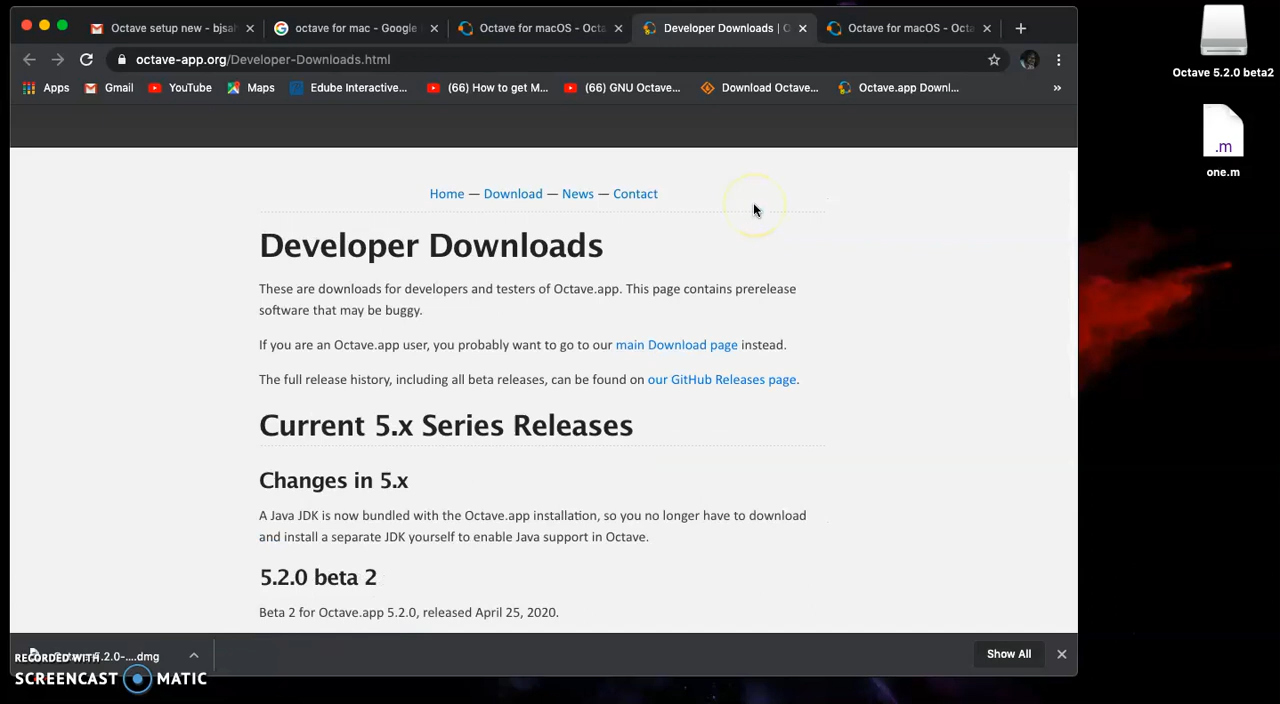 Octave setup new - bjsah
octave for mac - Google
Octave for macOS - Octa
Developer Downloads | O
Octave for macOS - Octa
octave-app.org/Developer-Downloads.html
Apps Gmail YouTube Maps Edube Interactive... (66) How to get M... (66) GNU Octave... Download Octave... Octave.app Downl... »
Octave 5.2.0 beta2
.m
one.m
Home — Download — News — Contact
Developer Downloads
These are downloads for developers and testers of Octave.app. This page contains prerelease
software that may be buggy.
If you are an Octave.app user, you probably want to go to our main Download page instead.
The full release history, including all beta releases, can be found on our GitHub Releases page.
Current 5.x Series Releases
Changes in 5.x
A Java JDK is now bundled with the Octave.app installation, so you no longer have to download
and install a separate JDK yourself to enable Java support in Octave.
5.2.0 beta 2
Beta 2 for Octave.app 5.2.0, released April 25, 2020.
5.2.0-....dmg
Show All
RECORDED WITH
SCREENCAST MATIC